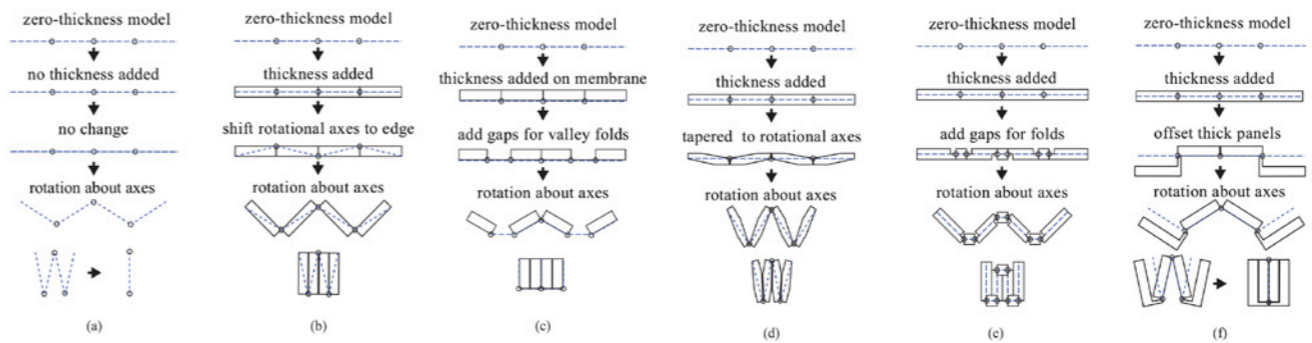 zero-thickness model
no thickness added
no change
rotation about axes
(a)
zero-thickness model
thickness added
shift rotational axes to edge
rotation about axes
(b)
zero-thickness model
thickness added on membrane
add gaps for valley folds
rotation about axes
(c)
zero-thickness model
thickness added
tapered to rotational axes
rotation about axes
(d)
zero-thickness model
thickness added
add gaps for folds
rotation about axes
(e)
zero-thickness model
thickness added
offset thick panels
rotation about axes
(f)